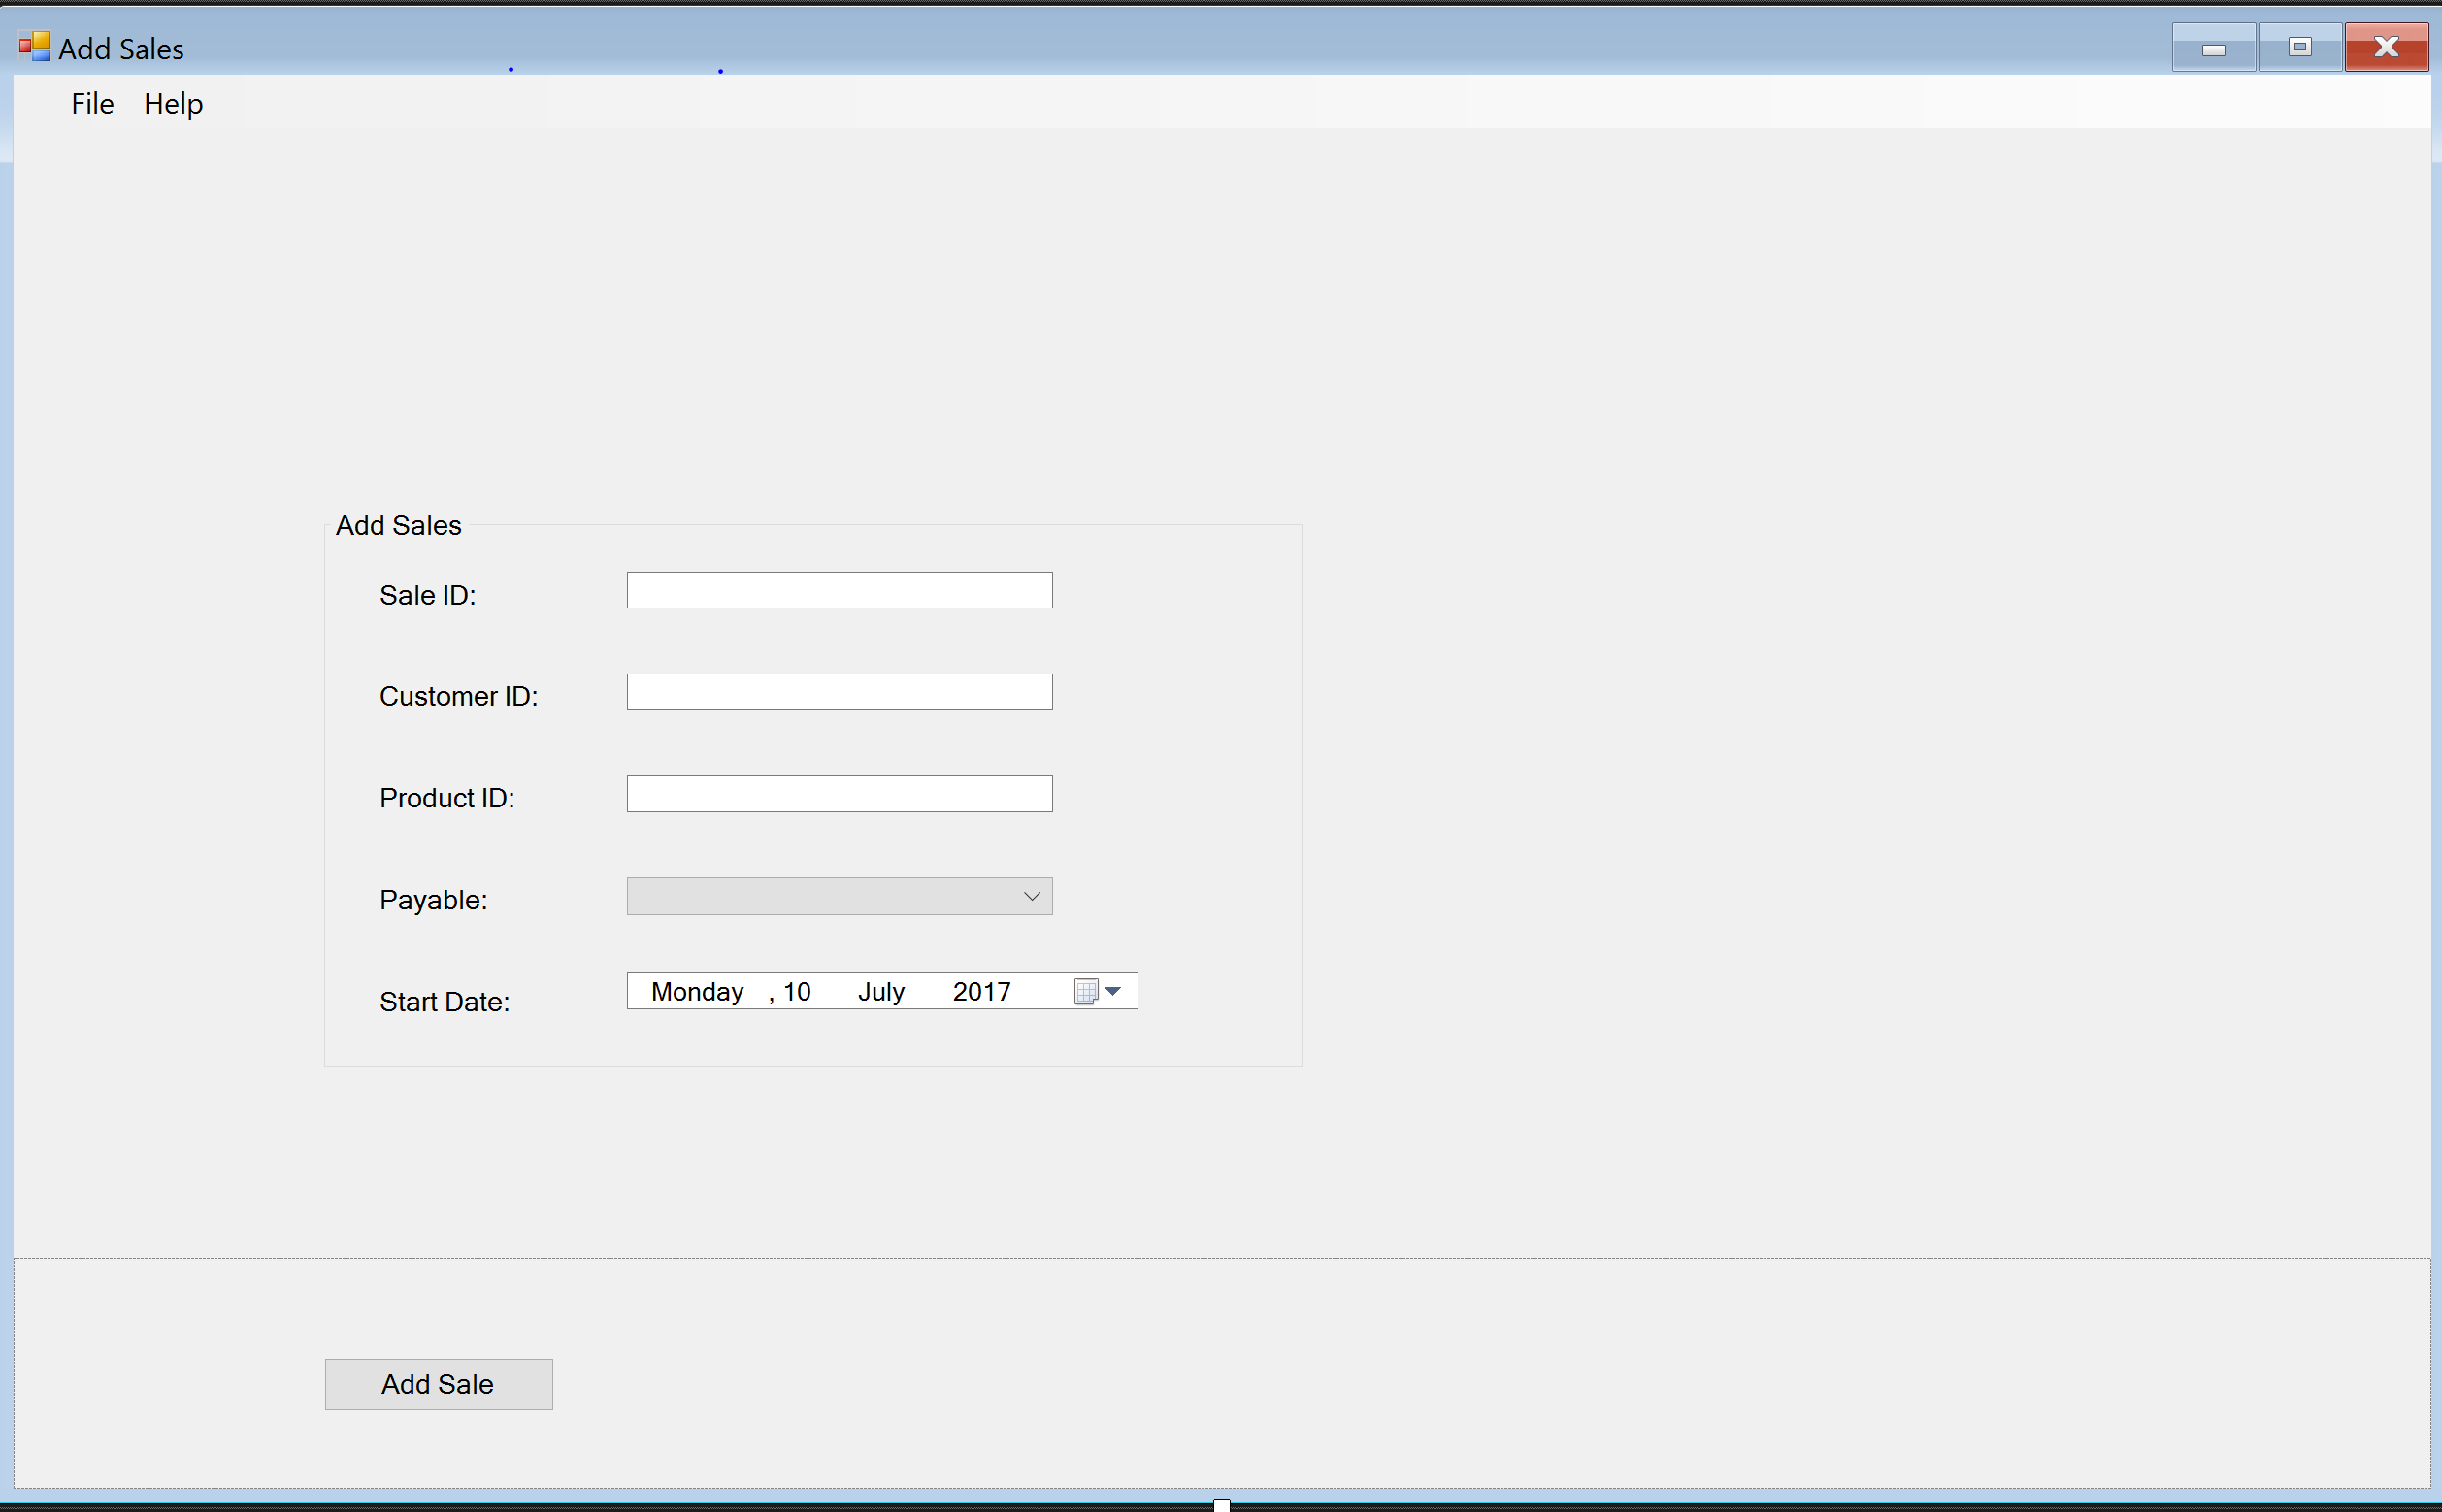 Add Sales
File Help
Add Sales
Sale ID:
Customer ID:
Product ID:
Payable:
Start Date: Monday , 10 July 2017
Add Sale